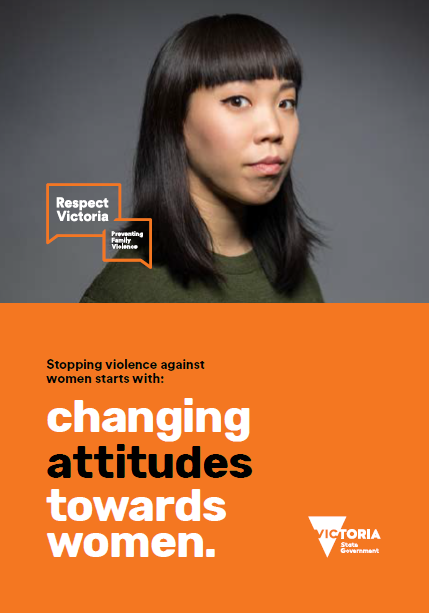 Respect
Victoria
Preventing
Family
Violence
Stopping violence against
women starts with:
changing
attitudes
towards
women.
VICTORIA
State
Government